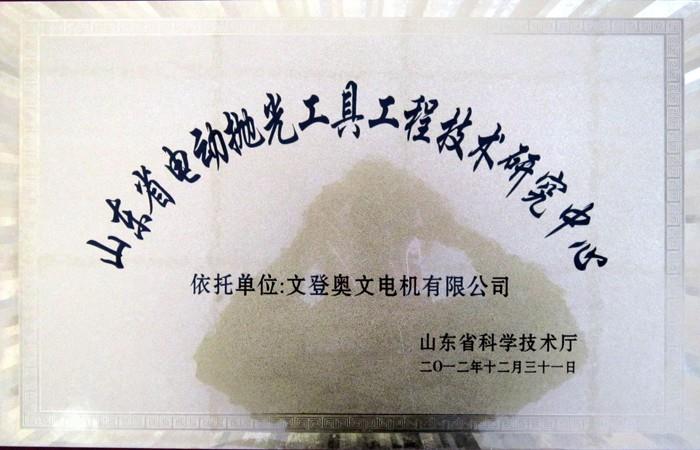 山东省电动抛光工具工程技术研究中心
依托单位:文登奥文电机有限公司
山东省科学技术厅
二〇一二年十二月三十一日